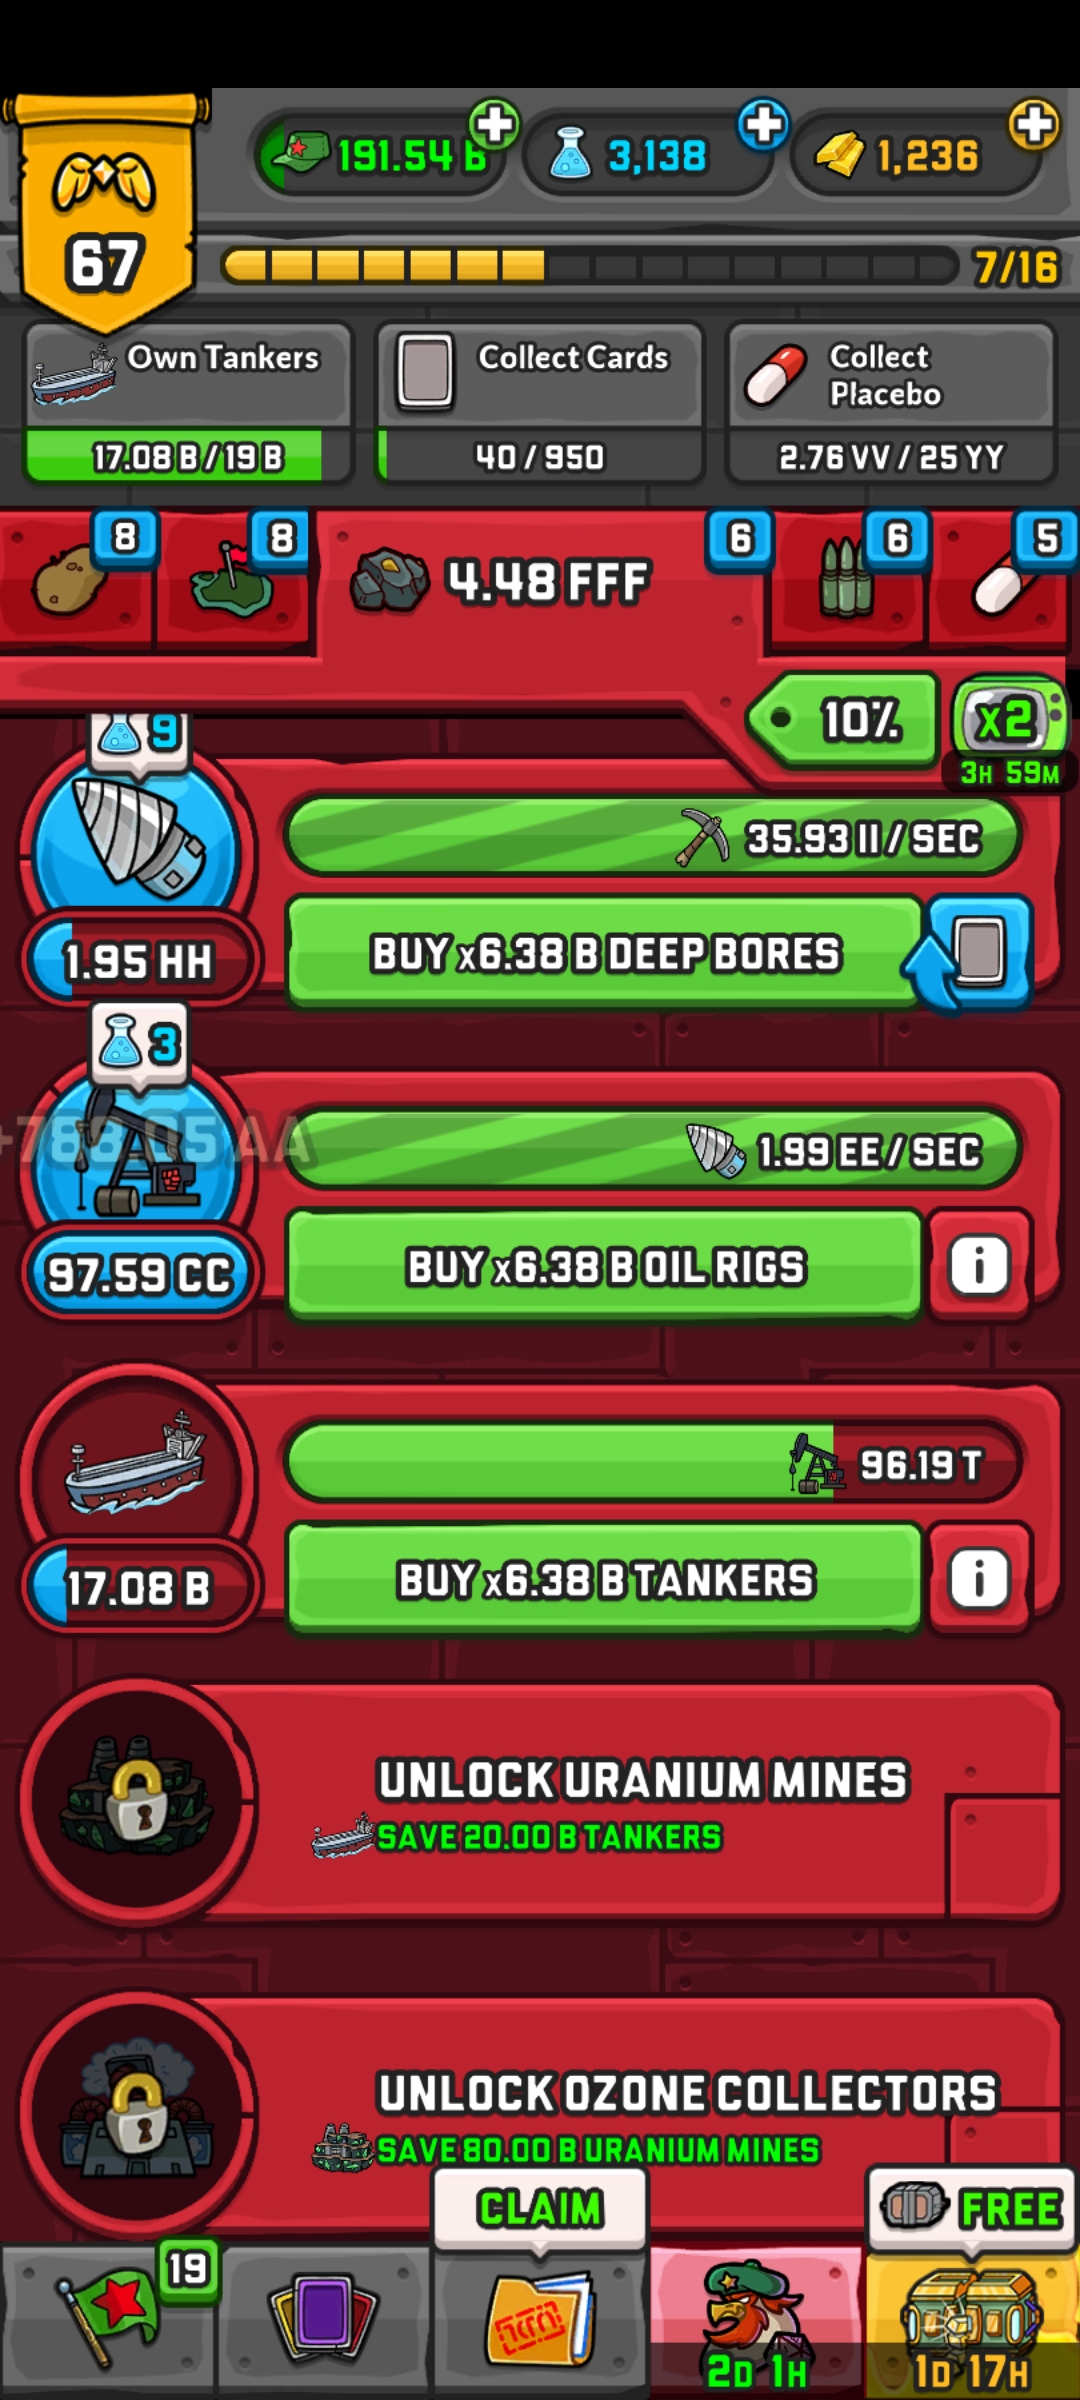 191.54 B
3,138
1,236
67
7/16
Own Tankers
17.08 B / 19 B
Collect Cards
40 / 950
Collect
Placebo
2.76 VV / 25 YY
8
8
4.48 FFF
6
6
5
10%
x2
3H 59M
9
35.93 II / SEC
1.95 HH
BUY x6.38 B DEEP BORES
3
+788.05 AA
1.99 EE / SEC
97.59 CC
BUY x6.38 B OIL RIGS
i
96.19 T
17.08 B
BUY x6.38 B TANKERS
i
UNLOCK URANIUM MINES
SAVE 20.00 B TANKERS
UNLOCK OZONE COLLECTORS
SAVE 80.00 B URANIUM MINES
CLAIM
FREE
19
2D 1H
1D 17H